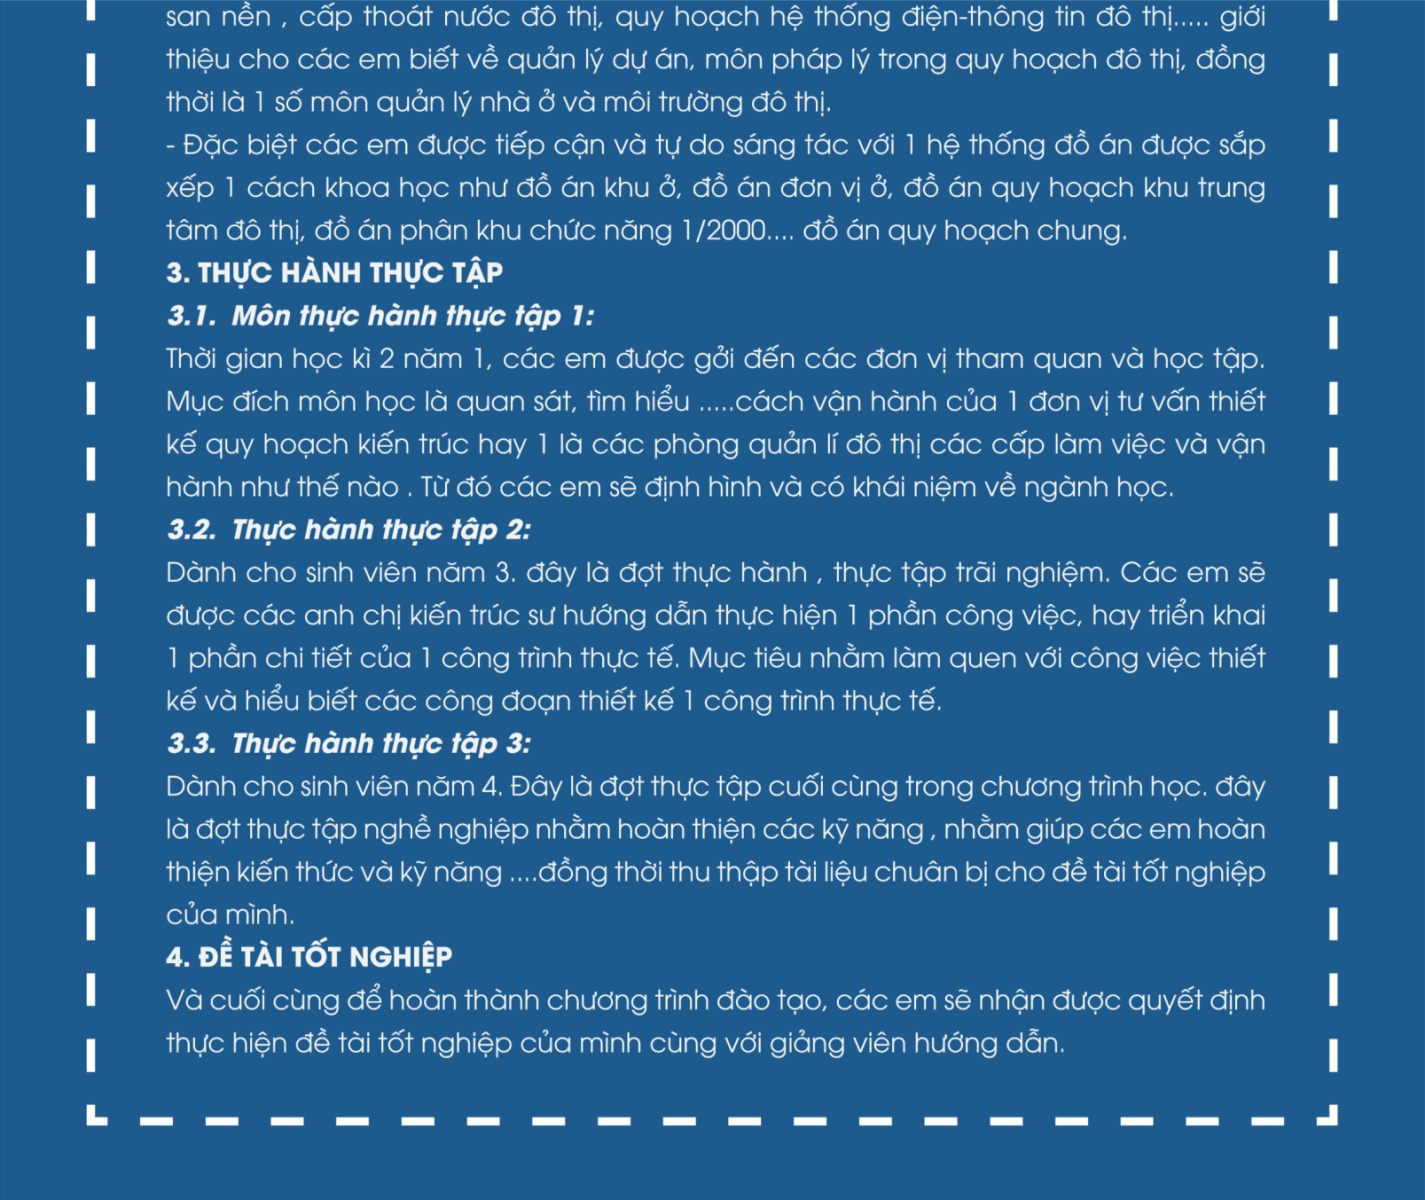 san nền , cấp thoát nước đô thị, quy hoạch hệ thống điện-thông tin đô thị..... giới
thiệu cho các em biết về quản lý dự án, môn pháp lý trong quy hoạch đô thị, đồng
thời là 1 số môn quản lý nhà ở và môi trường đô thị.
- Đặc biệt các em được tiếp cận và tự do sáng tác với 1 hệ thống đồ án được sắp
xếp 1 cách khoa học như đồ án khu ở, đồ án đơn vị ở, đồ án quy hoạch khu trung
tâm đô thị, đồ án phân khu chức năng 1/2000.... đồ án quy hoạch chung.
3. THỰC HÀNH THỰC TẬP
3.1. Môn thực hành thực tập 1:
Thời gian học kì 2 năm 1, các em được gởi đến các đơn vị tham quan và học tập.
Mục đích môn học là quan sát, tìm hiểu .....cách vận hành của 1 đơn vị tư vấn thiết
kế quy hoạch kiến trúc hay 1 là các phòng quản lí đô thị các cấp làm việc và vận
hành như thế nào . Từ đó các em sẽ định hình và có khái niệm về ngành học.
3.2. Thực hành thực tập 2:
Dành cho sinh viên năm 3. đây là đợt thực hành , thực tập trãi nghiệm. Các em sẽ
được các anh chị kiến trúc sư hướng dẫn thực hiện 1 phần công việc, hay triển khai
1 phần chi tiết của 1 công trình thực tế. Mục tiêu nhằm làm quen với công việc thiết
kế và hiểu biết các công đoạn thiết kế 1 công trình thực tế.
3.3. Thực hành thực tập 3:
Dành cho sinh viên năm 4. Đây là đợt thực tập cuối cùng trong chương trình học. đây
là đợt thực tập nghề nghiệp nhằm hoàn thiện các kỹ năng , nhằm giúp các em hoàn
thiện kiến thức và kỹ năng ....đồng thời thu thập tài liệu chuân bị cho đề tài tốt nghiệp
của mình.
4. ĐỀ TÀI TỐT NGHIỆP
Và cuối cùng để hoàn thành chương trình đào tạo, các em sẽ nhận được quyết định
thực hiện đề tài tốt nghiệp của mình cùng với giảng viên hướng dẫn.